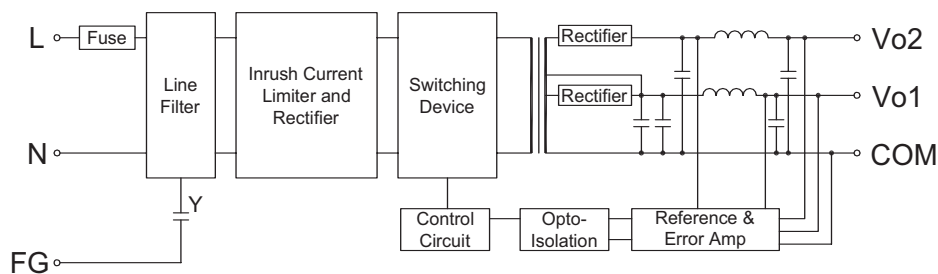 L
Fuse
Line
Filter
Inrush Current
Limiter and
Rectifier
Switching
Device
Rectifier
Vo2
Rectifier
Vo1
N
COM
Y
Control
Circuit
Opto-
Isolation
Reference &
Error Amp
FG